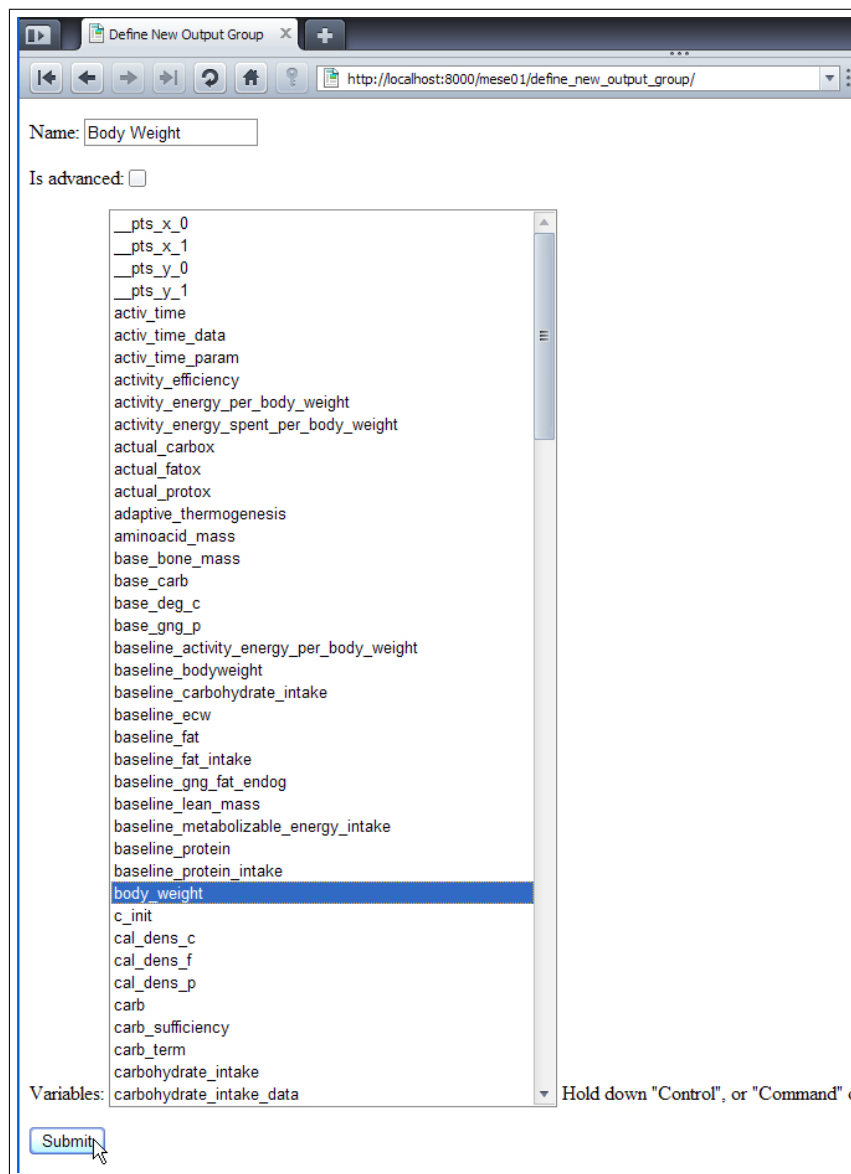 Define New Output Group
http://localhost:8000/mese01/define_new_output_group/
Name: Body Weight
Is advanced:
__pts_x_0
__pts_x_1
__pts_y_0
__pts_y_1
activ_time
activ_time_data
activ_time_param
activity_efficiency
activity_energy_per_body_weight
activity_energy_spent_per_body_weight
actual_carbox
actual_fatox
actual_protox
adaptive_thermogenesis
aminoacid_mass
base_bone_mass
base_carb
base_deg_c
base_gng_p
baseline_activity_energy_per_body_weight
baseline_bodyweight
baseline_carbohydrate_intake
baseline_ecw
baseline_fat
baseline_fat_intake
baseline_gng_fat_endog
baseline_lean_mass
baseline_metabolizable_energy_intake
baseline_protein
baseline_protein_intake
body_weight
c_init
cal_dens_c
cal_dens_f
cal_dens_p
carb
carb_sufficiency
carb_term
carbohydrate_intake
Variables: carbohydrate_intake_data Hold down "Control", or "Command"
Submit